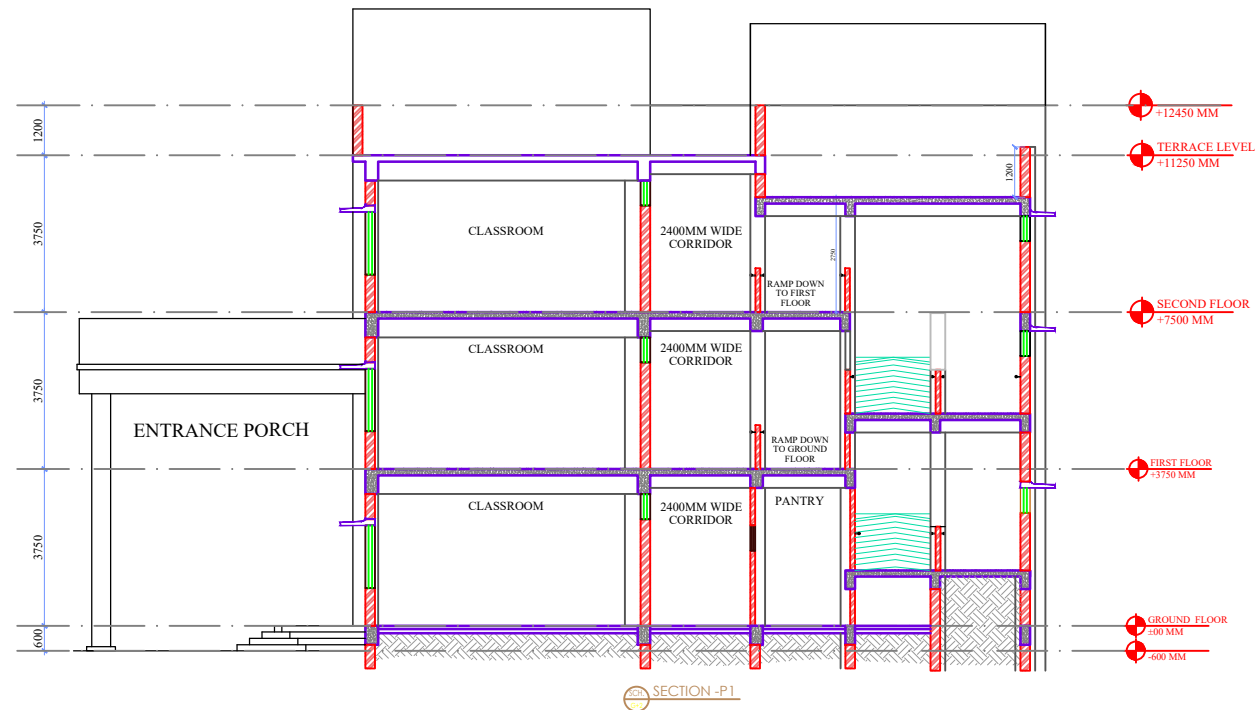 +12450 MM
1200
TERRACE LEVEL
+11250 MM
1200
3750
CLASSROOM
2400MM WIDE
CORRIDOR
2750
RAMP DOWN
TO FIRST
FLOOR
SECOND FLOOR
+7500 MM
CLASSROOM
2400MM WIDE
CORRIDOR
3750
ENTRANCE PORCH
RAMP DOWN
TO GROUND
FLOOR
FIRST FLOOR
+3750 MM
CLASSROOM
2400MM WIDE
CORRIDOR
PANTRY
3750
GROUND FLOOR
±00 MM
600
-600 MM
SCH.
SECTION -P1